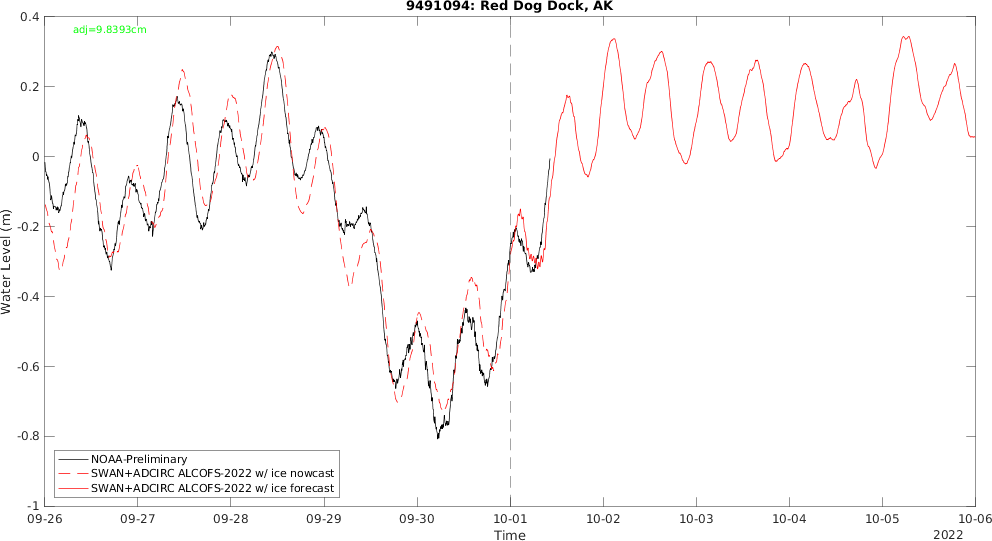 9491094: Red Dog Dock, AK
adj=9.8393cm
0.4
0.2
0
-0.2
-0.4
-0.6
-0.8
-1
Water Level (m)
NOAA-Preliminary
SWAN+ADCIRC ALCOFS-2022 w/ ice nowcast
SWAN+ADCIRC ALCOFS-2022 w/ ice forecast
09-26 09-27 09-28 09-29 09-30 10-01 10-02 10-03 10-04 10-05 10-06
Time
2022